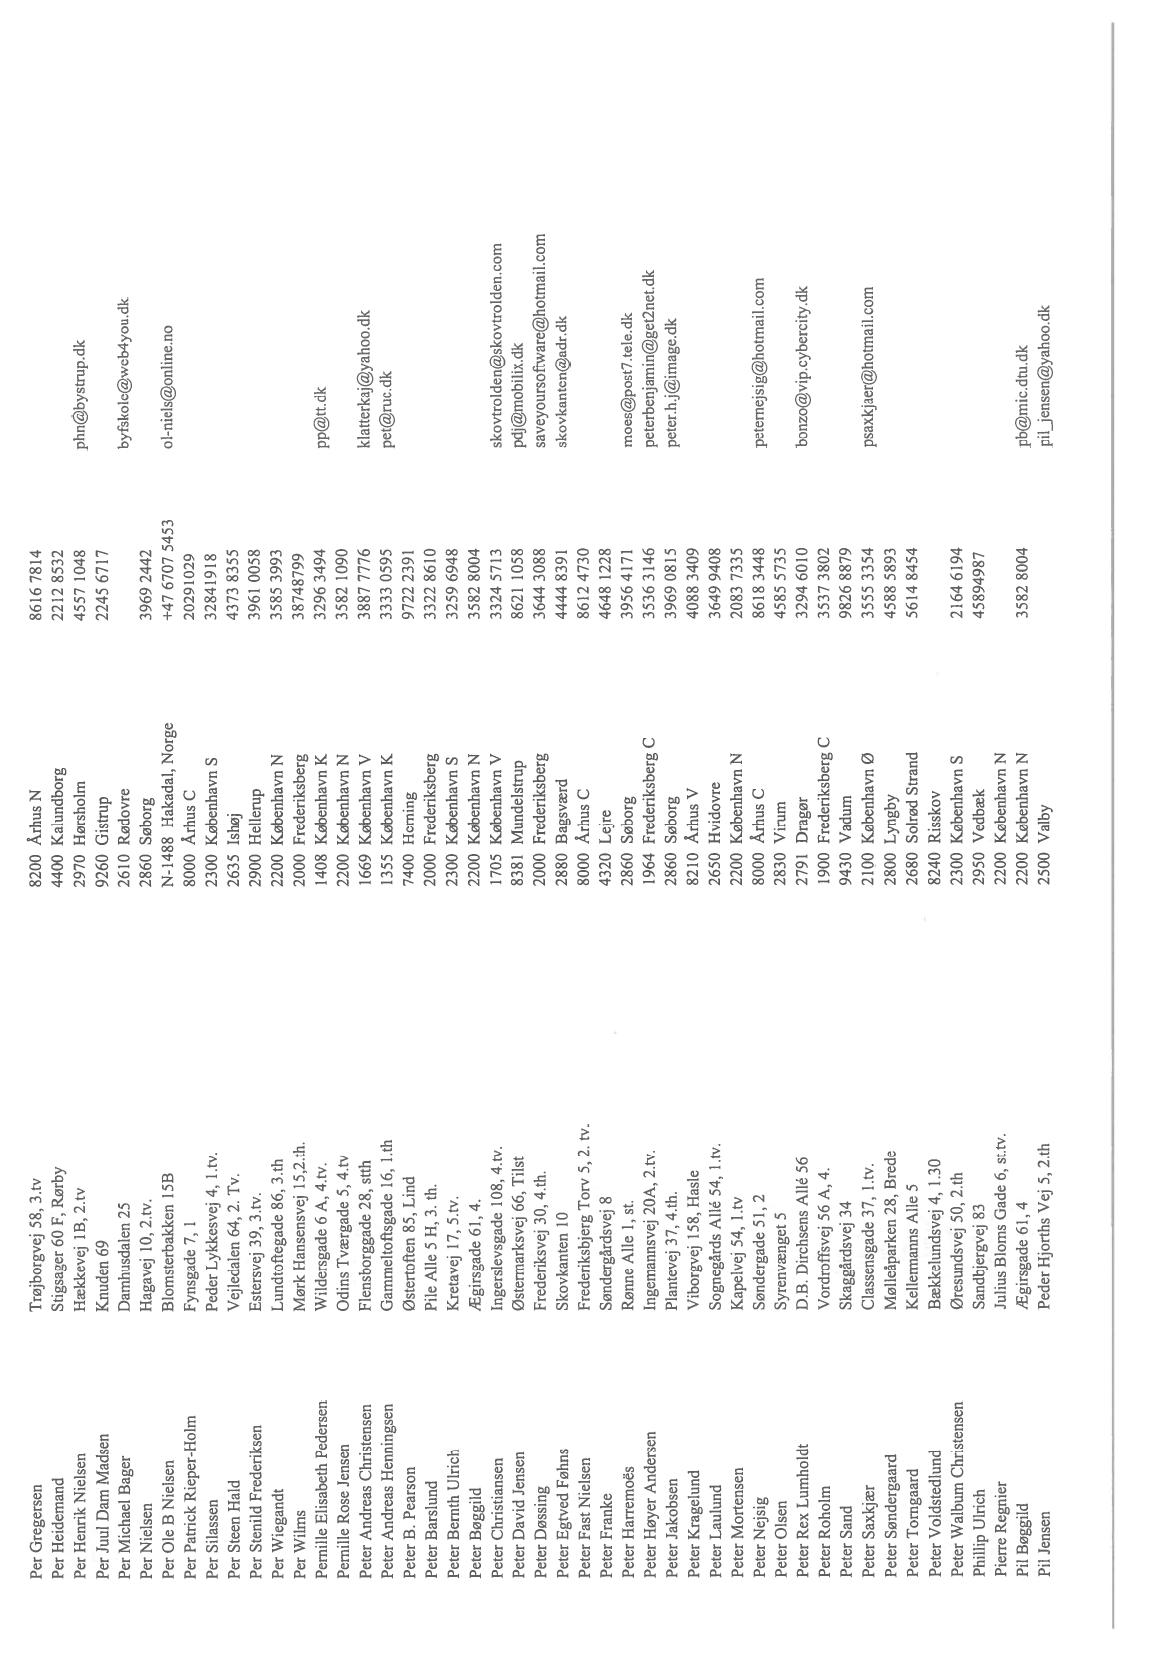 Per Gregersen Trøjborgvej 58, 3.tv 8200 Århus N 8616 7814
Per Heidemand Stigsager 60 F, Rørby 4400 Kalundborg 2212 8532
Per Henrik Nielsen Hækkevej 1B, 2.tv 2970 Hørsholm 4557 1048 phn@bystrup.dk
Per Juul Dam Madsen Knuden 69 9260 Gistrup 2245 6717
Per Michael Bager Damhusdalen 25 2610 Rødovre byfskole@web4you.dk
Per Nielsen Hagavej 10, 2.tv. 2860 Søborg 3969 2442
Per Ole B Nielsen Blomsterbakken 15B N-1488 Hakadal, Norge +47 6707 5453 ol-niels@online.no
Per Patrick Rieper-Holm Fynsgade 7, 1 8000 Århus C 20291029
Per Silassen Peder Lykkesvej 4, 1.tv. 2300 København S 32841918
Per Steen Hald Vejledalen 64, 2. Tv. 2635 Ishøj 4373 8355
Per Stenild Frederiksen Estersvej 39, 3.tv. 2900 Hellerup 3961 0058
Per Wiegandt Lundtoftegade 86, 3.th 2200 København N 3585 3993
Per Wilms Mørk Hansensvej 15,2.th. 2000 Frederiksberg 38748799
Pernille Elisabeth Pedersen Wildersgade 6 A, 4.tv. 1408 København K 3296 3494 pp@tt.dk
Pernille Rose Jensen Odins Tværgade 5, 4.tv 2200 København N 3582 1090
Peter Andreas Christensen Flensborggade 28, stth 1669 København V 3887 7776 klatterkaj@yahoo.dk
Peter Andreas Henningsen Gammeltoftsgade 16, 1.th 1355 København K 3333 0595 pet@ruc.dk
Peter B. Pearson Østertoften 85, Lind 7400 Herning 9722 2391
Peter Barslund Pile Alle 5 H, 3. th. 2000 Frederiksberg 3322 8610
Peter Bernth Ulrich Kretavej 17, 5.tv. 2300 København S 3259 6948
Peter Bøggild Ægirsgade 61, 4. 2200 København N 3582 8004
Peter Christiansen Ingerslevsgade 108, 4.tv. 1705 København V 3324 5713 skovtrolden@skovtrolden.com
Peter David Jensen Østermarksvej 66, Tilst 8381 Mundelstrup 8621 1058 pdj@mobilix.dk
Peter Døssing Frederiksvej 30, 4.th. 2000 Frederiksberg 3644 3088 saveyoursoftware@hotmail.com
Peter Egtved Føhns Skovkanten 10 2880 Bagsværd 4444 8391 skovkanten@adr.dk
Peter Fast Nielsen Frederiksbjerg Torv 5, 2. tv. 8000 Århus C 8612 4730
Peter Franke Søndergårdsvej 8 4320 Lejre 4648 1228
Peter Harremoës Rønne Alle 1, st. 2860 Søborg 3956 4171 moes@post7.tele.dk
Peter Høyer Andersen Ingemannsvej 20A, 2.tv. 1964 Frederiksberg C 3536 3146 peterbenjamin@get2net.dk
Peter Jakobsen Plantevej 37, 4.th. 2860 Søborg 3969 0815 peter.h.j@image.dk
Peter Kragelund Viborgvej 158, Hasle 8210 Århus V 4088 3409
Peter Laulund Sognegårds Allé 54, 1.tv. 2650 Hvidovre 3649 9408
Peter Mortensen Kapelvej 54, 1.tv 2200 København N 2083 7335
Peter Nejsig Søndergade 51, 2 8000 Århus C 8618 3448 peternejsig@hotmail.com
Peter Olsen Syrenvænget 5 2830 Virum 4585 5735
Peter Rex Lumholdt D.B. Dirchsens Allé 56 2791 Dragør 3294 6010 bonzo@vip.cybercity.dk
Peter Roholm Vordroffsvej 56 A, 4. 1900 Frederiksberg C 3537 3802
Peter Sand Skaggårdsvej 34 9430 Vadum 9826 8879
Peter Saxkjær Classensgade 37, 1.tv. 2100 København Ø 3555 3354 psaxkjaer@hotmail.com
Peter Søndergaard Mølleåparken 28, Brede 2800 Lyngby 4588 5893
Peter Torngaard Kellermanns Alle 5 2680 Solrød Strand 5614 8454
Peter Voldstedlund Bækkelundsvej 4, 1.30 8240 Risskov
Peter Walbum Christensen Øresundsvej 50, 2.th 2300 København S 2164 6194
Phillip Ulrich Sandbjergvej 83 2950 Vedbæk 45894987
Pierre Regnier Julius Bloms Gade 6, st.tv. 2200 København N
Pil Bøggild Ægirsgade 61, 4 2200 København N 3582 8004 pb@mic.dtu.dk
Pil Jensen Peder Hjorths Vej 5, 2.th 2500 Valby pil_jensen@yahoo.dk